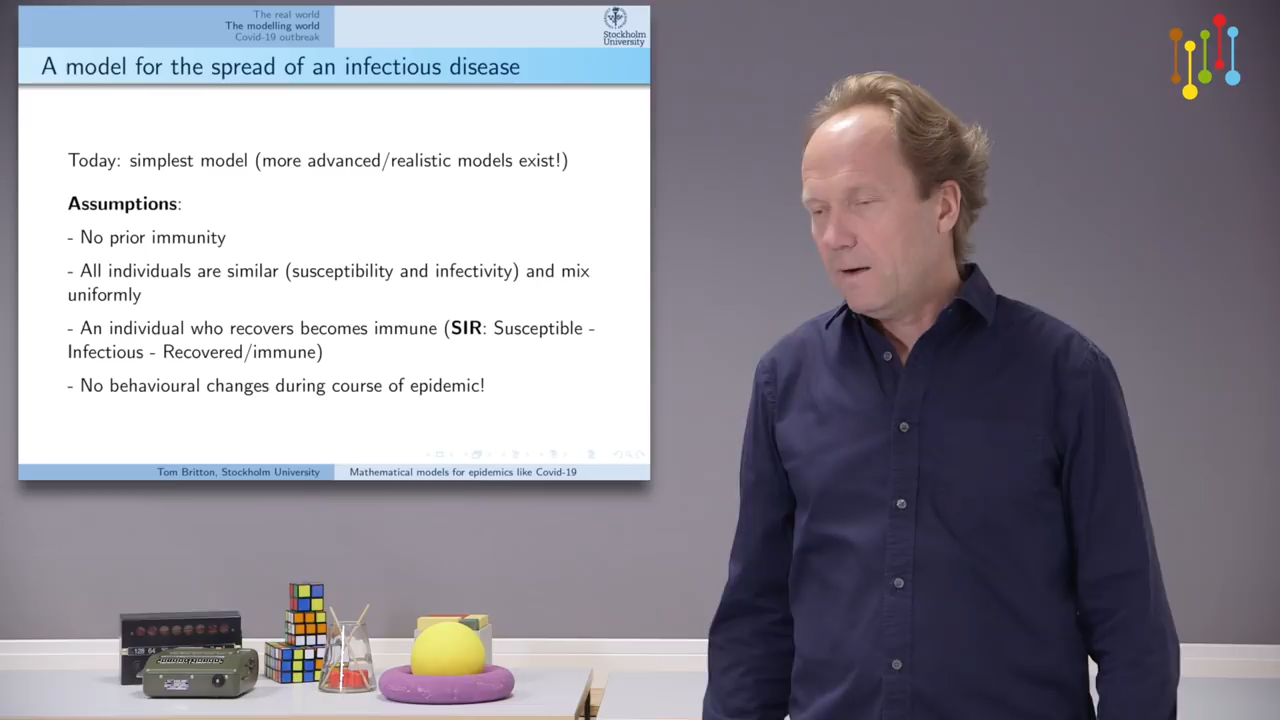 The real world
The modelling world
Covid-19 outbreak
Stockholm
University
A model for the spread of an infectious disease
Today: simplest model (more advanced/realistic models exist!)
Assumptions:
- No prior immunity
- All individuals are similar (susceptibility and infectivity) and mix
uniformly
- An individual who recovers becomes immune (SIR: Susceptible -
Infectious - Recovered/immune)
- No behavioural changes during course of epidemic!
Tom Britton, Stockholm University
Mathematical models for epidemics like Covid-19